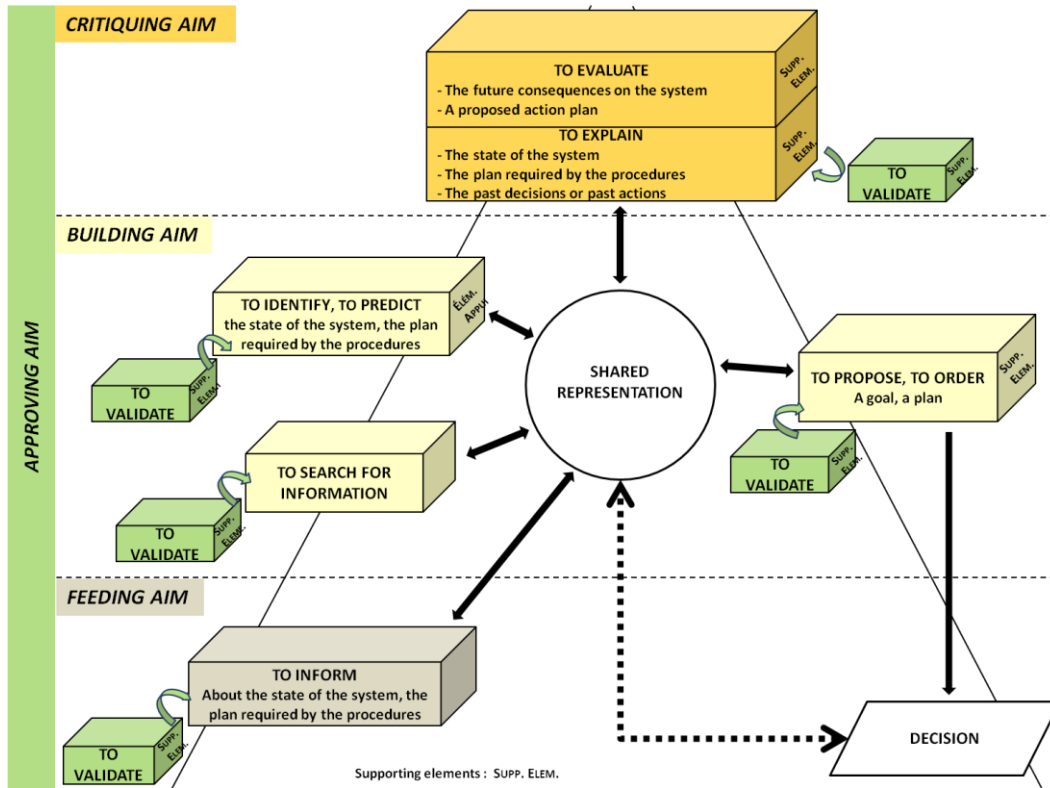 CRITIQUING AIM
TO EVALUATE
- The future consequences on the system
- A proposed action plan
SUPP. ELEM.
TO EXPLAIN
- The state of the system
- The plan required by the procedures
- The past decisions or past actions
SUPP. ELEM.
TO
VALIDATE
SUPP. ELEM.
BUILDING AIM
TO IDENTIFY, TO PREDICT
the state of the system, the plan
required by the procedures
ÉLÉM.
APPUI
TO
VALIDATE
SUPP.
ELEM.
SHARED
REPRESENTATION
TO PROPOSE, TO ORDER
A goal, a plan
SUPP.
ELEM.
TO
VALIDATE
SUPP.
ELEM.
TO SEARCH FOR
INFORMATION
TO
VALIDATE
SUPP.
ELEME.
APPROVING AIM
FEEDING AIM
TO INFORM
About the state of the system, the
plan required by the procedures
TO
VALIDATE
SUPP.
ELEM.
DECISION
Supporting elements : SUPP. ELEM.